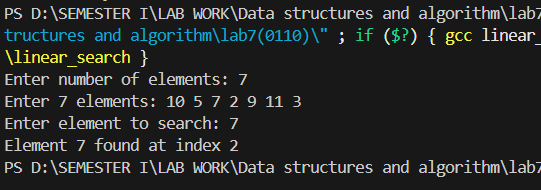 PS D:\SEMESTER I\LAB WORK\Data structures and algorithm\lab7
tructures and algorithm\lab7(0110)\" ; if ($?) { gcc linear_
\linear_search }
Enter number of elements: 7
Enter 7 elements: 10 5 7 2 9 11 3
Enter element to search: 7
Element 7 found at index 2
PS D:\SEMESTER I\LAB WORK\Data structures and algorithm\lab7